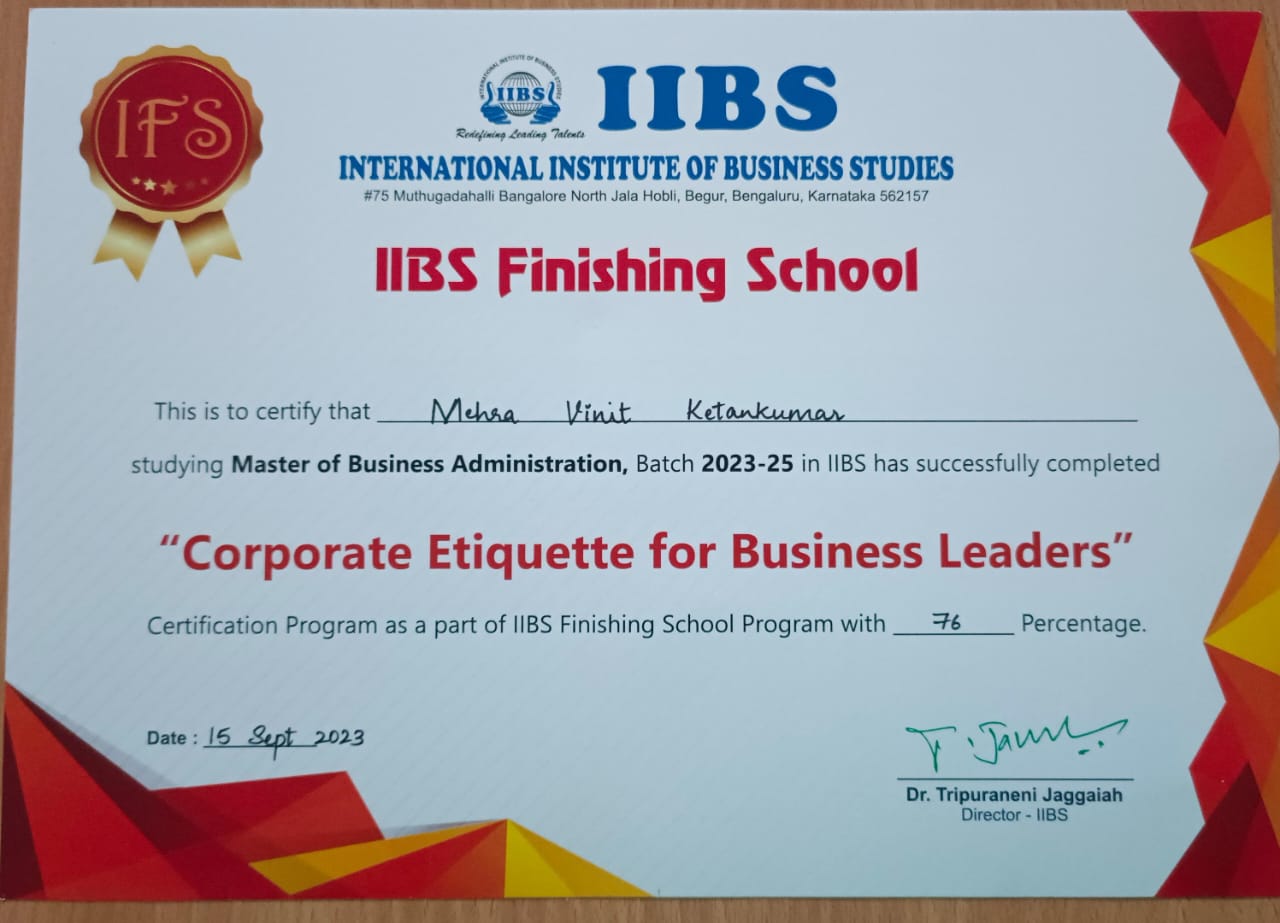 IFS
INTERNATIONAL INSTITUTE OF BUSINESS STUDIES
IIBS
Redefining Leading Talents
IIBS
INTERNATIONAL INSTITUTE OF BUSINESS STUDIES
#75 Muthugadahalli Bangalore North Jala Hobli, Begur, Bengaluru, Karnataka 562157
IIBS Finishing School
This is to certify that Mehra Vinit Ketankumar
studying Master of Business Administration, Batch 2023-25 in IIBS has successfully completed
“Corporate Etiquette for Business Leaders”
Certification Program as a part of IIBS Finishing School Program with 76 Percentage.
Date : 15 Sept 2023
Dr. Tripuraneni Jaggaiah
Director - IIBS